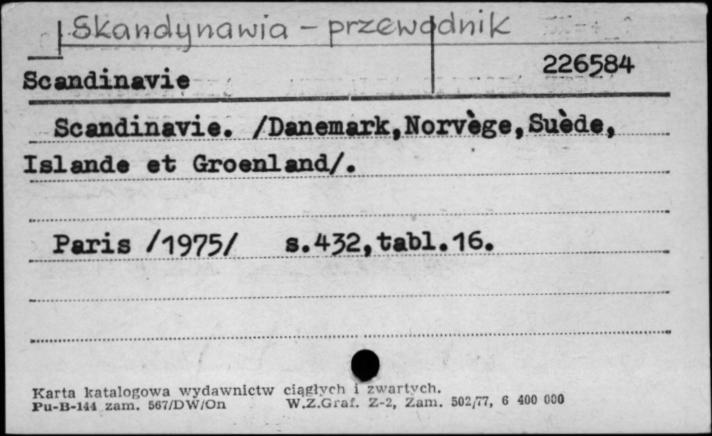 Skandynawia – przewodnik
226584
Scandinavie
Scandinavie. /Danemark,Norvège,Suède,
Islande et Groenland/.
Paris /1975/ s.432,tabl.16.
Karta katalogowa wydawnictw ciągłych i zwartych.
Pu-B-144 zam. 567/DW/On W.Z.Graf. Z-2, Zam. 502/77, 6 400 000